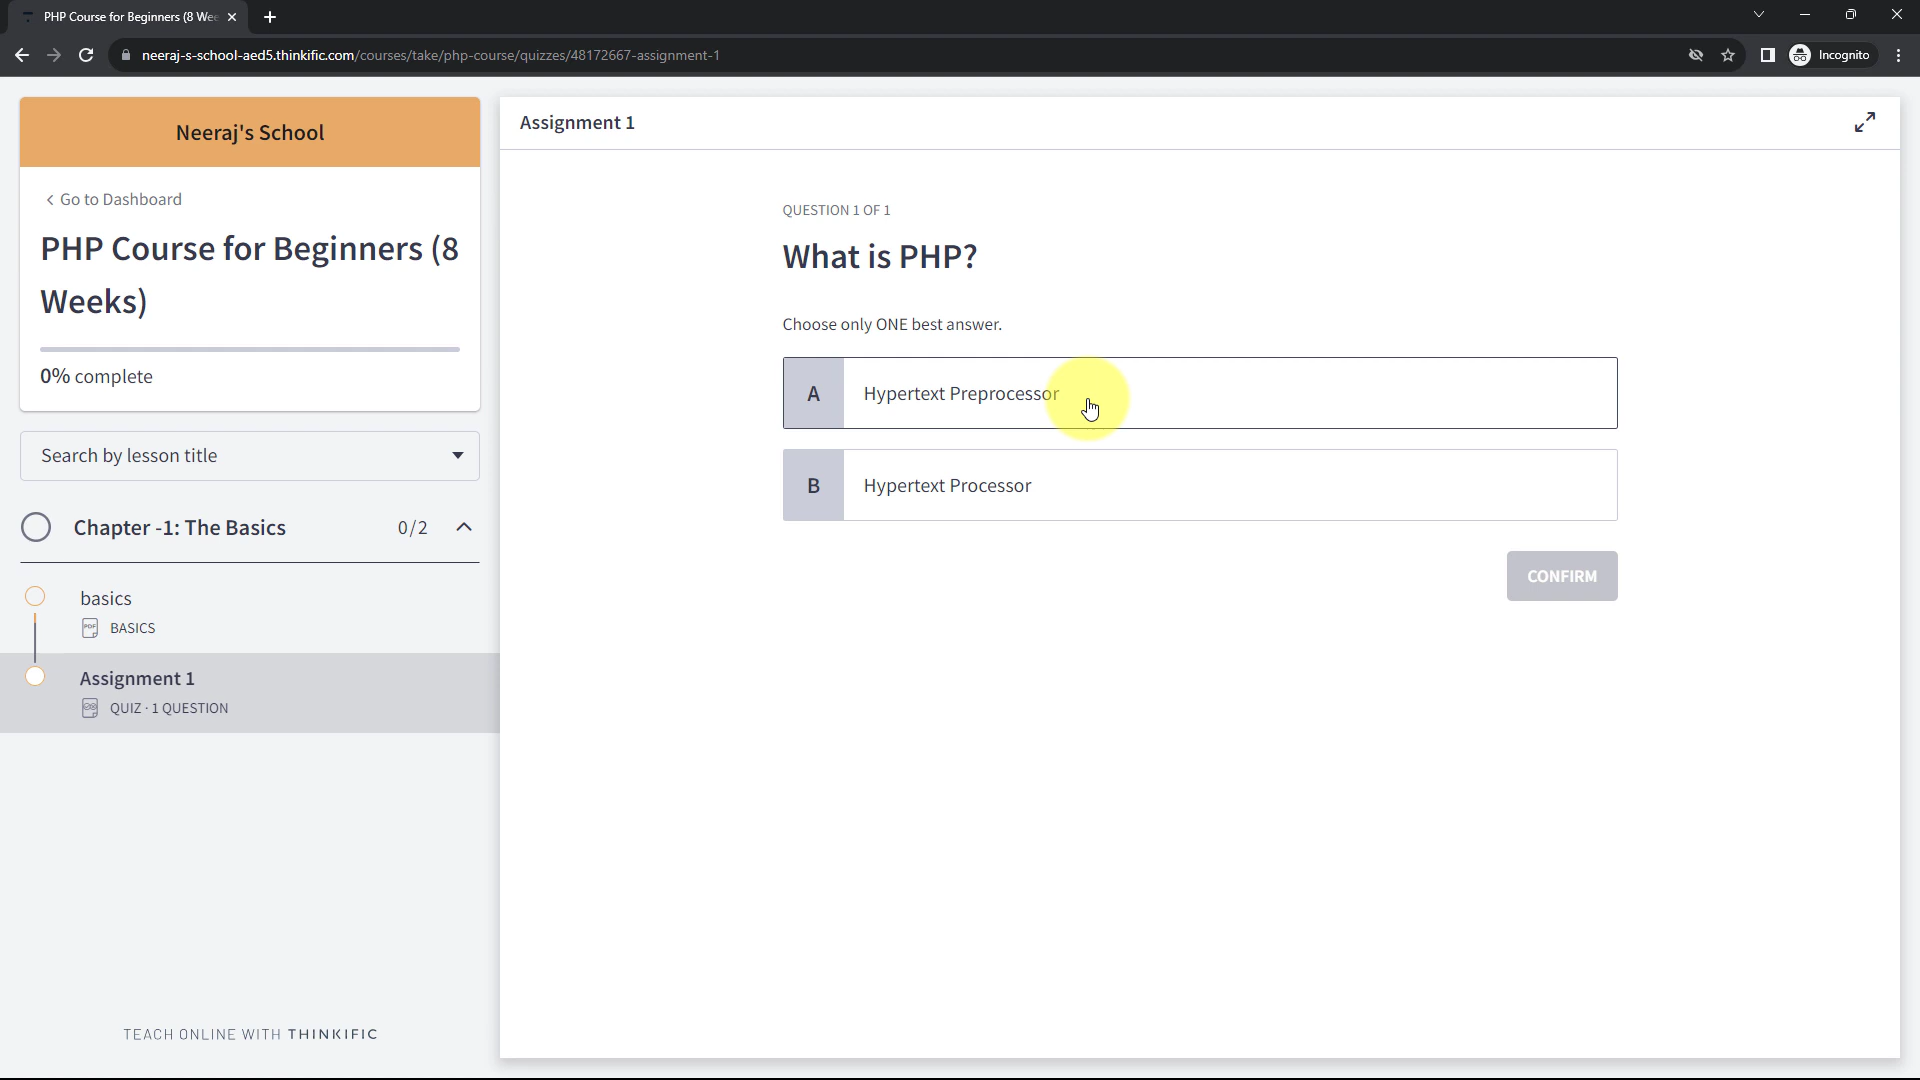 PHP Course for Beginners (8 Wee
neeraj-s-school-aed5.thinkific.com/courses/take/php-course/quizzes/48172667-assignment-1
Incognito
Neeraj's School
Go to Dashboard
PHP Course for Beginners (8
Weeks)
0% complete
Search by lesson title
Chapter -1: The Basics 0/2
basics
PDF BASICS
Assignment 1
QUIZ · 1 QUESTION
TEACH ONLINE WITH THINKIFIC
Assignment 1
QUESTION 1 OF 1
What is PHP?
Choose only ONE best answer.
A Hypertext Preprocessor
B Hypertext Processor
CONFIRM